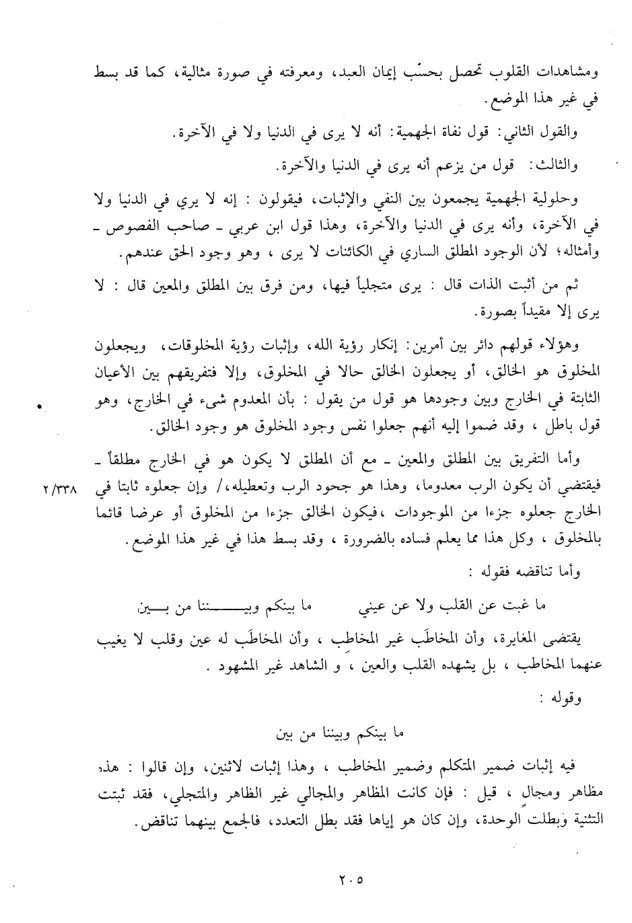 ومشاهدات القلوب تحصل بحسْب إيمان العبد، ومعرفته في صورة مثالية، كما قد بسط
في غير هذا الموضع.
والقول الثاني: قول نفاة الجهمية: أنه لا يرى في الدنيا ولا في الآخرة.
والثالث: قول من يزعم أنه يرى في الدنيا والآخرة.
وحلولية الجهمية يجمعون بين النفي والإثبات، فيقولون : إنه لا يري في الدنيا ولا
في الآخرة، وأنه يرى في الدنيا والآخرة، وهذا قول ابن عربي ـ صاحب الفصوص ـ
وأمثاله؛ لأن الوجود المطلق الساري في الكائنات لا يرى ، وهو وجود الحق عندهم.
ثم من أثبت الذات قال : يرى متجلياً فيها، ومن فرق بين المطلق والمعين قال : لا
يرى إلا مقيداً بصورة.
وهؤلاء قولهم دائر بين أمرين: إنكار رؤية الله، وإثبات رؤية المخلوقات، ويجعلون
المخلوق هو الخالق، أو يجعلون الخالق حالا في المخلوق، وإلا فتفريقهم بين الأعيان
الثابتة في الخارج وبين وجودها هو قول من يقول : بأن المعدوم شىء في الخارج، وهو
قول باطل ، وقد ضموا إليه أنهم جعلوا نفس وجود المخلوق هو وجود الخالق.
وأما التفريق بين المطلق والمعين ـ مع أن المطلق لا يكون هو في الخارج مطلقاً ـ
فيقتضي أن يكون الرب معدوما، وهذا هو جحود الرب وتعطيله،/ وإن جعلوه ثابتا في ٢/٣٣٨
الخارج جعلوه جزءا من الموجودات ،فيكون الخالق جزءا من المخلوق أو عرضا قائما
بالمخلوق ، وكل هذا مما يعلم فساده بالضرورة ، وقد بسط هذا في غير هذا الموضع.
وأما تناقضه فقوله :
ما غبت عن القلب ولا عن عيني ما بينكم وبيـــــــننا من بـــين
يقتضى المغايرة، وأن المخاطَب غير المخاطِب ، وأن المخاطَب له عين وقلب لا يغيب
عنهما المخاطب ، بل يشهده القلب والعين ، و الشاهد غير المشهود .
وقوله :
ما بينكم وبيننا من بين
فيه إثبات ضمير المتكلم وضمير المخاطب ، وهذا إثبات لاثنين، وإن قالوا : هذه
مظاهر ومجالٍ ، قيل : فإن كانت المظاهر والمجالي غير الظاهر والمتجلي، فقد ثبتت
التثنية وبطلت الوحدة، وإن كان هو إياها فقد بطل التعدد، فالجمع بينهما تناقض.
٢٠٥